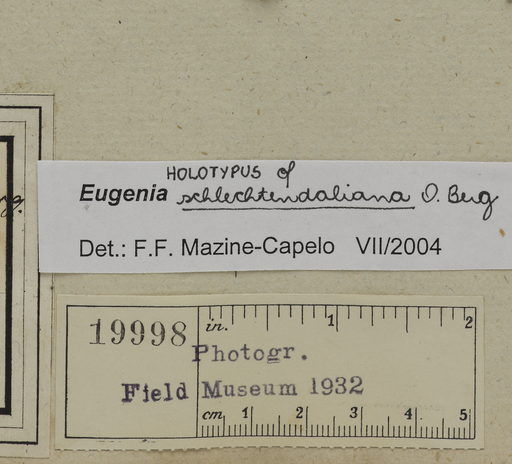 HOLOTYPUS of
Eugenia schlechtendaliana O. Berg
Det.: F.F. Mazine-Capelo VII/2004
19998
in. 1 2
Photogr.
Field Museum 1932
cm 1 2 3 4 5